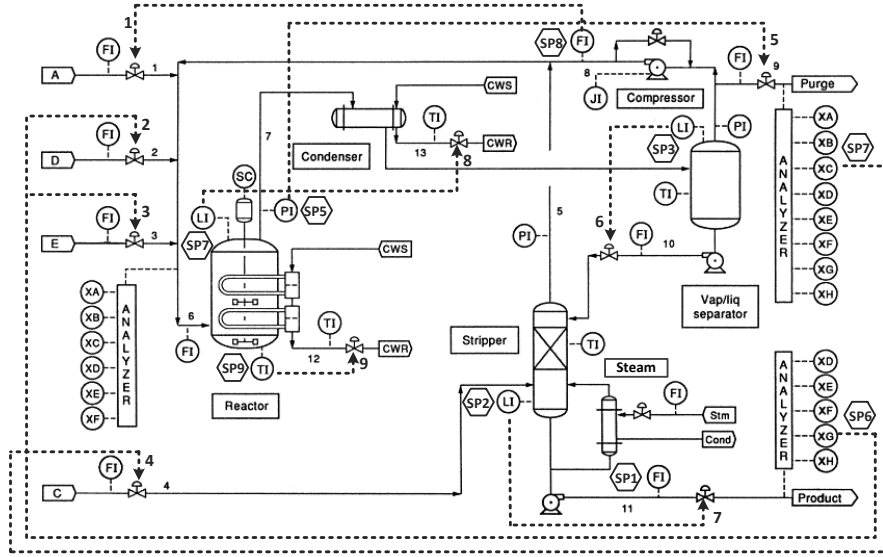 1
SP8
FI
5
FI
FI
9
A
1
8
Purge
CWS
JI
Compressor
XA
2
FI
TI
6
LI
PI
XB
SP7
7
13
CWR
SP3
XC
D
2
Condenser
8
ANALYZER
XD
SC
TI
XE
3
FI
LI
PI
SP5
5
XF
E
3
SP7
PI
6
FI
10
XG
CWS
XH
XA
ANALYZER
XB
Vap/liq
separator
XC
6
TI
Stripper
TI
XD
FI
12
CWR
9
Steam
XD
XE
SP9
TI
XE
XF
Reactor
SP2
LI
FI
ANALYZER
XF
SP6
Stm
XG
Cond
XH
4
FI
SP1
FI
C
4
11
7
Product